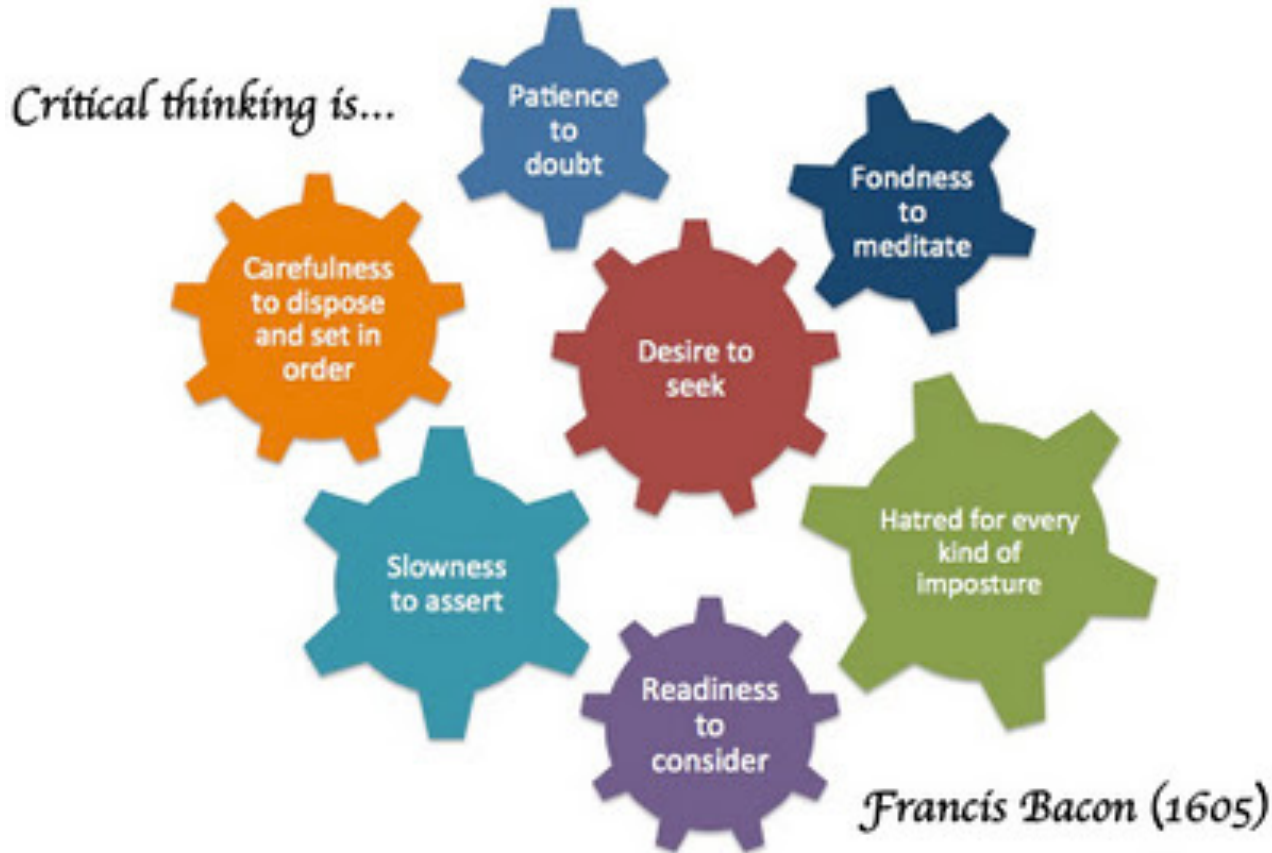 Critical thinking is...
Patience
to
doubt
Fondness
to
meditate
Carefulness
to dispose
and set in
order
Desire to
seek
Hatred for every
kind of
imposture
Slowness
to assert
Readiness
to
consider
Francis Bacon (1605)